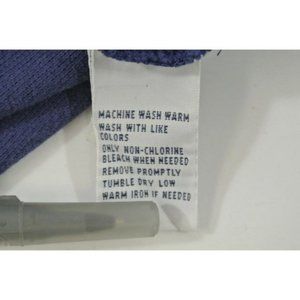 MACHINE WASH WARM
WASH WITH LIKE
COLORS
ONLY NON-CHLORINE
BLEACH WHEN NEEDED
REMOVE PROMPTLY
TUMBLE DRY LOW
WARM IRON IF NEEDED